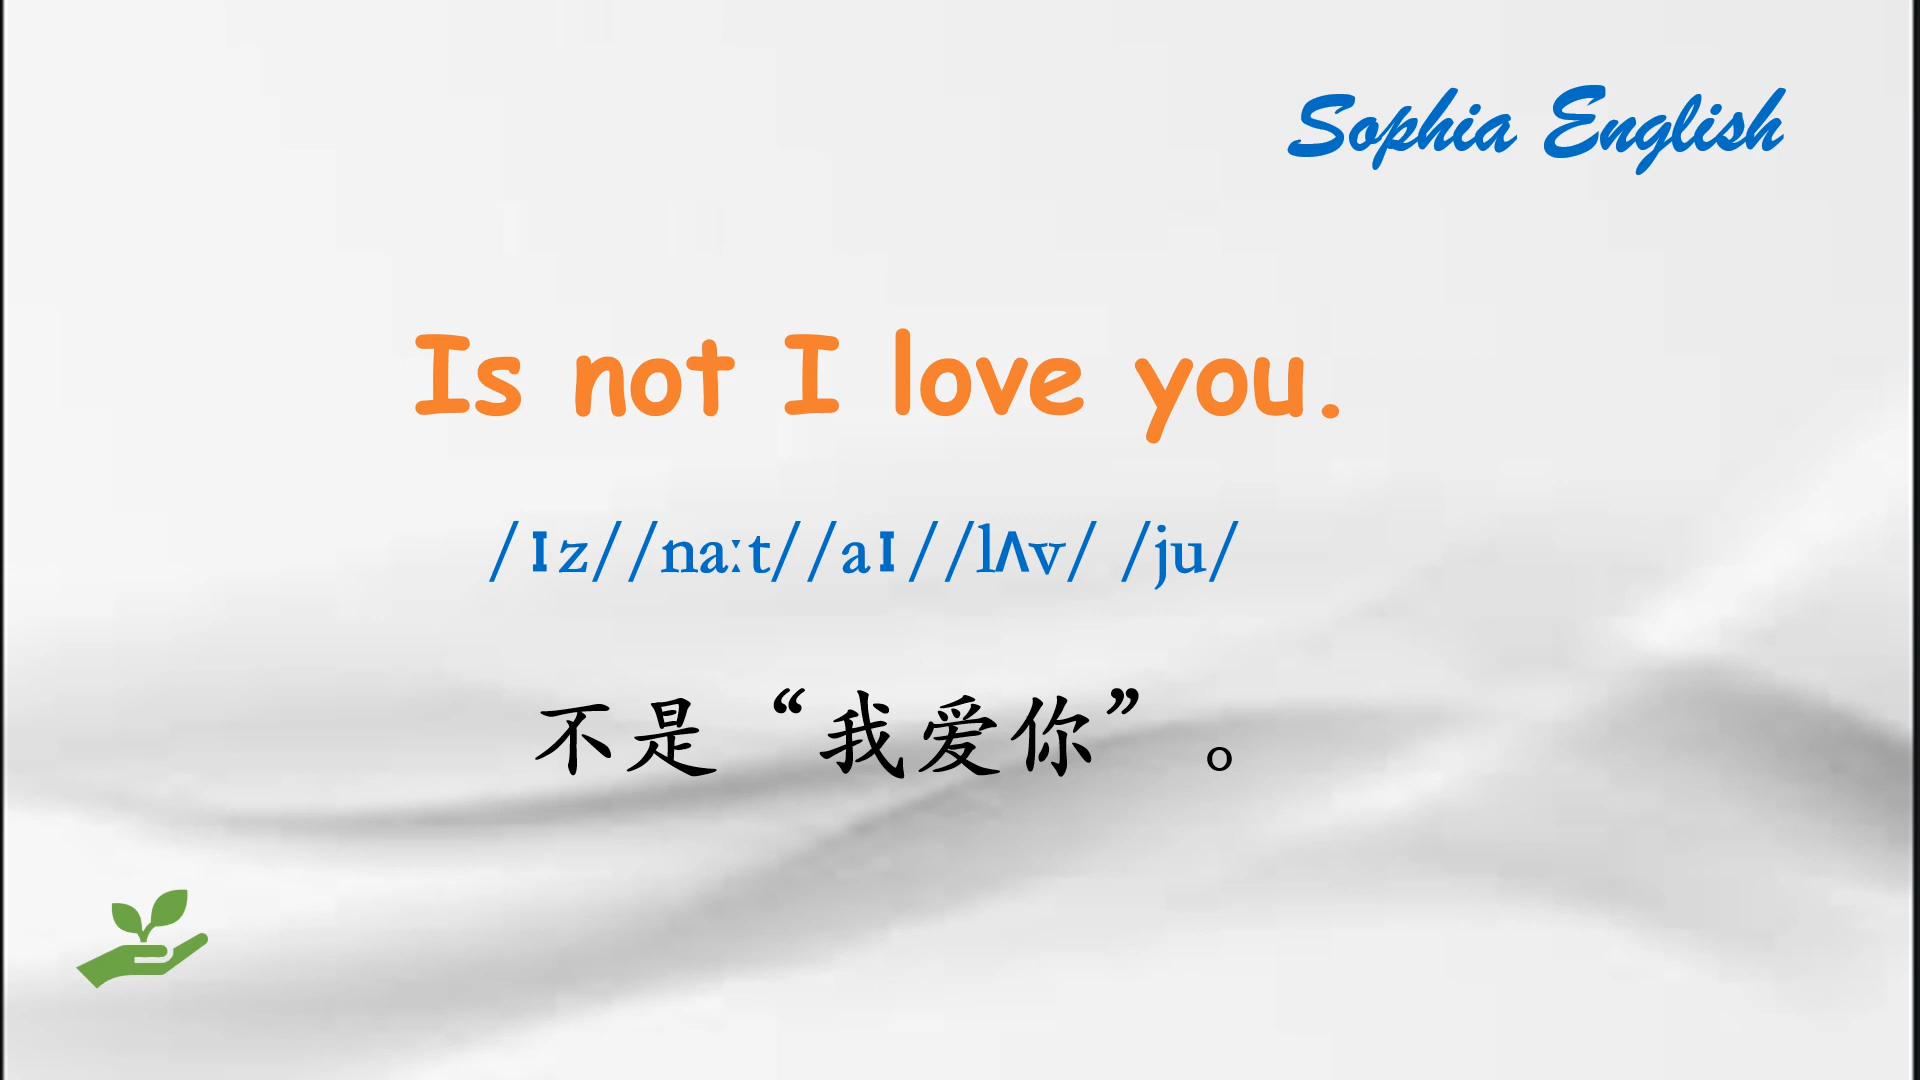 Sophia English
Is not I love you.
/ɪz//naːt//aɪ//lʌv/ /ju/
不是“我爱你”。